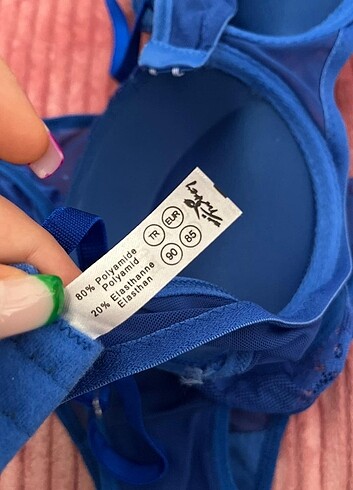 80% Polyamide
Polyamid
20% Elasthanne
Elasthan
TR EUR
90 85